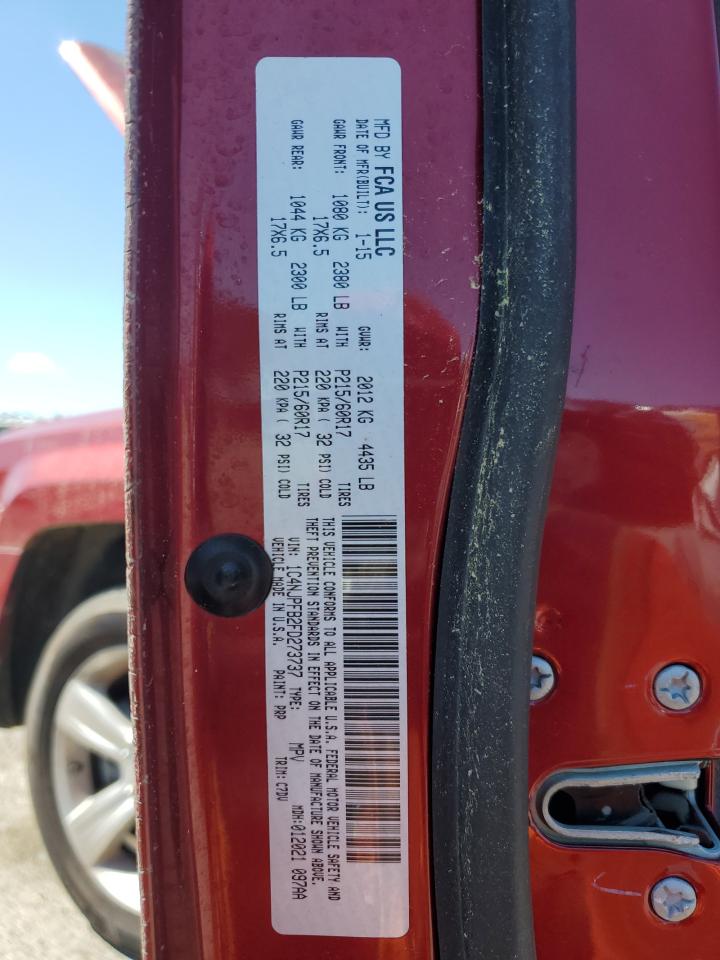 MFD BY FCA US LLC
DATE OF MFR(BUILT): 1-15 GVWR: 2012 KG 4435 LB
GAWR FRONT: 1080 KG 2380 LB WITH P215/60R17 TIRES
17X6.5 RIMS AT 220 KPA ( 32 PSI) COLD
GAWR REAR: 1044 KG 2300 LB WITH P215/60R17 TIRES
17X6.5 RIMS AT 220 KPA ( 32 PSI) COLD
THIS VEHICLE CONFORMS TO ALL APPLICABLE U.S.A. FEDERAL MOTOR VEHICLE SAFETY AND
THEFT PREVENTION STANDARDS IN EFFECT ON THE DATE OF MANUFACTURE SHOWN ABOVE.
VIN: 1C4NJPFB2FD273737 TYPE: MPV MDH:012021 097AA
VEHICLE MADE IN U.S.A. PAINT: PRP TRIM: C7DV